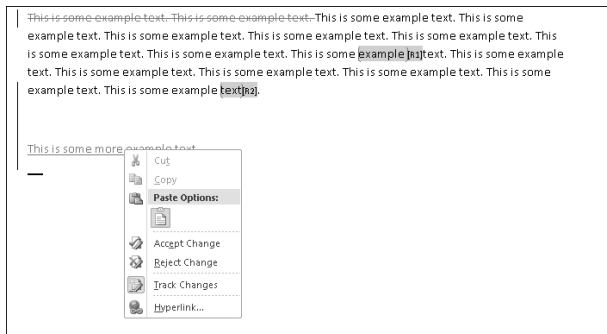 This is some example text. This is some example text. This is some example text. This is some
example text. This is some example text. This is some example text. This is some example text. This
is some example text. This is some example text. This is some example [R1]text. This is some example
text. This is some example text. This is some example text. This is some example text. This is some
example text. This is some example text[R2].
This is some more example text
Cut
Copy
Paste Options:
Accept Change
Reject Change
Track Changes
Hyperlink...